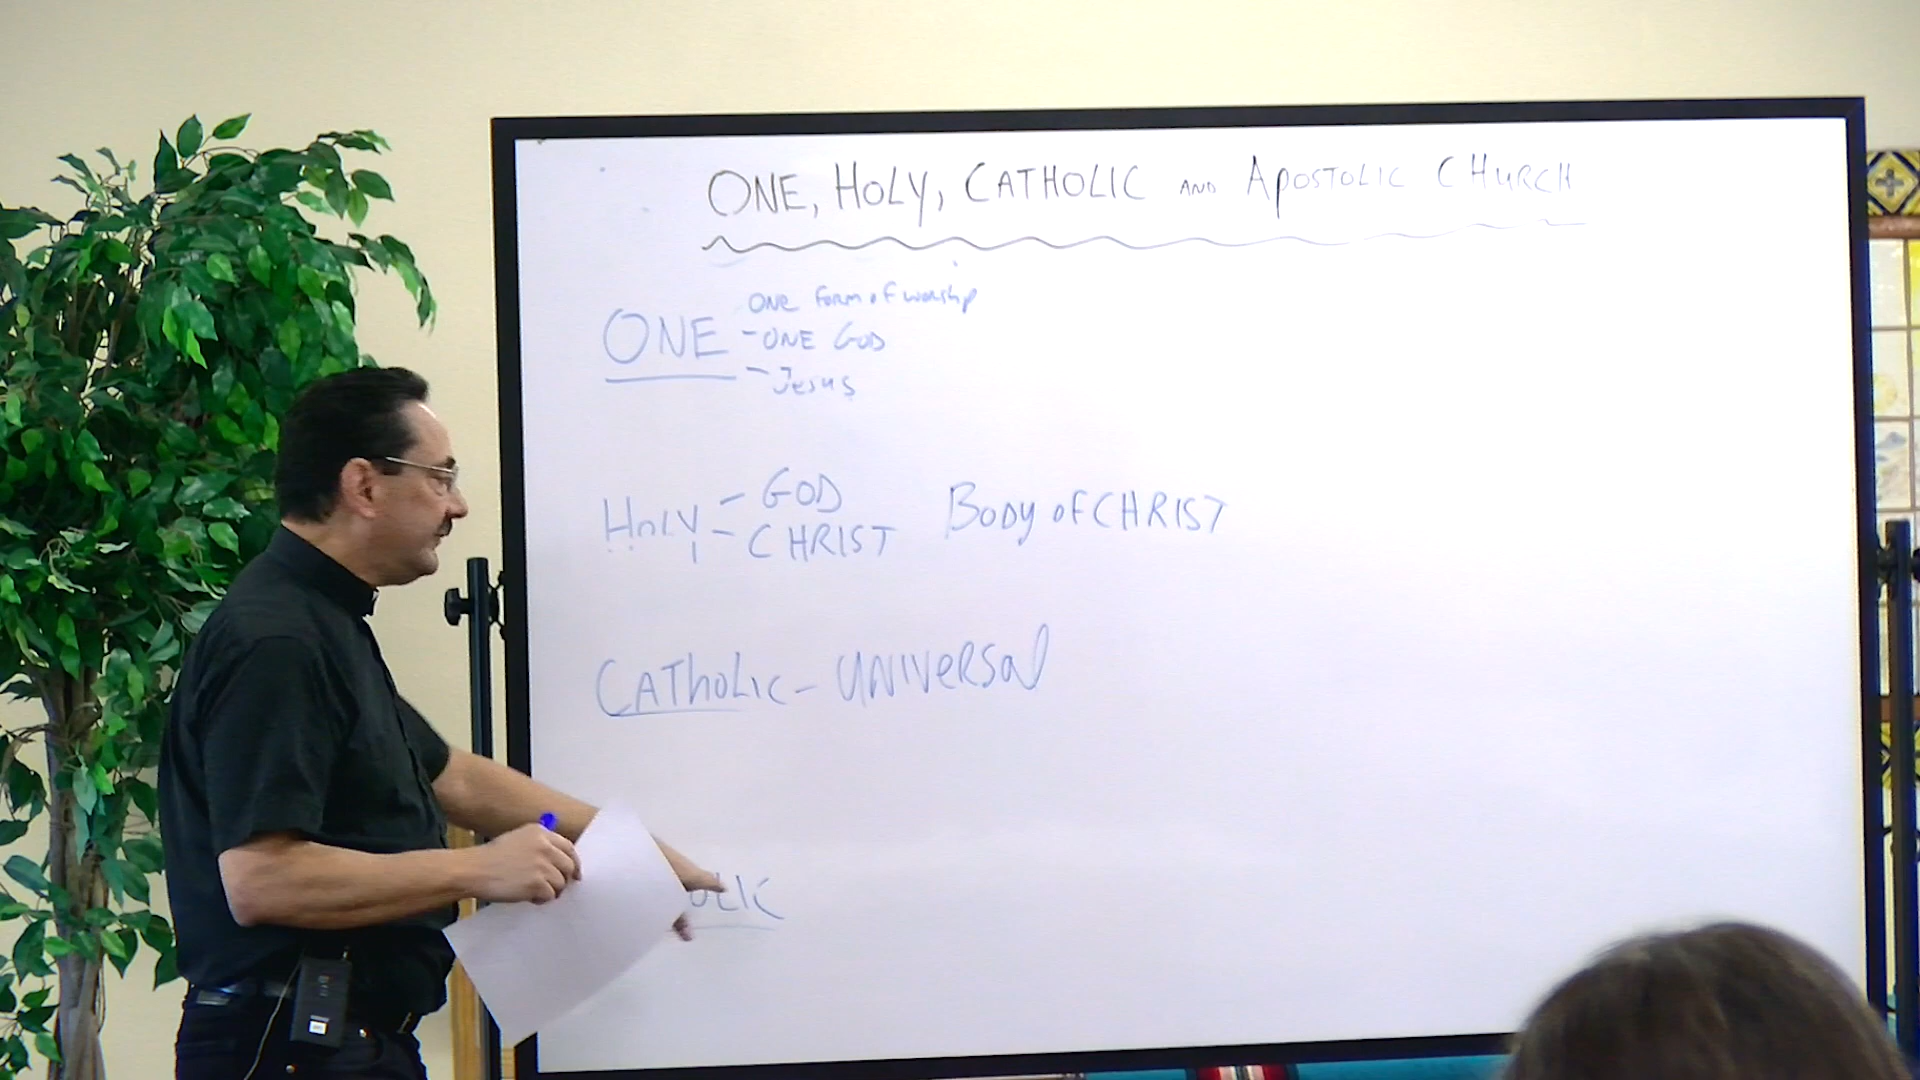 ONE, HOLY, CATHOLIC AND APOSTOLIC CHURCH
ONE
ONE form of worship
- ONE GOD
- Jesus
HOLY
- GOD
- CHRIST
BODY OF CHRIST
CATHOLIC - UNIVERSAL
OLIC